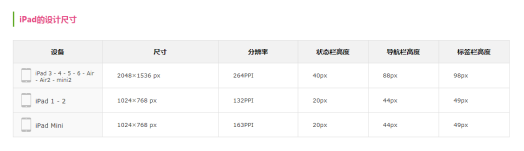 iPad的设计尺寸
设备 尺寸 分辨率 状态栏高度 导航栏高度 标签栏高度
iPad 3 - 4 - 5 - 6 - Air
- Air2 - mini2 2048×1536 px 264PPI 40px 88px 98px
iPad 1 - 2 1024×768 px 132PPI 20px 44px 49px
iPad Mini 1024×768 px 163PPI 20px 44px 49px